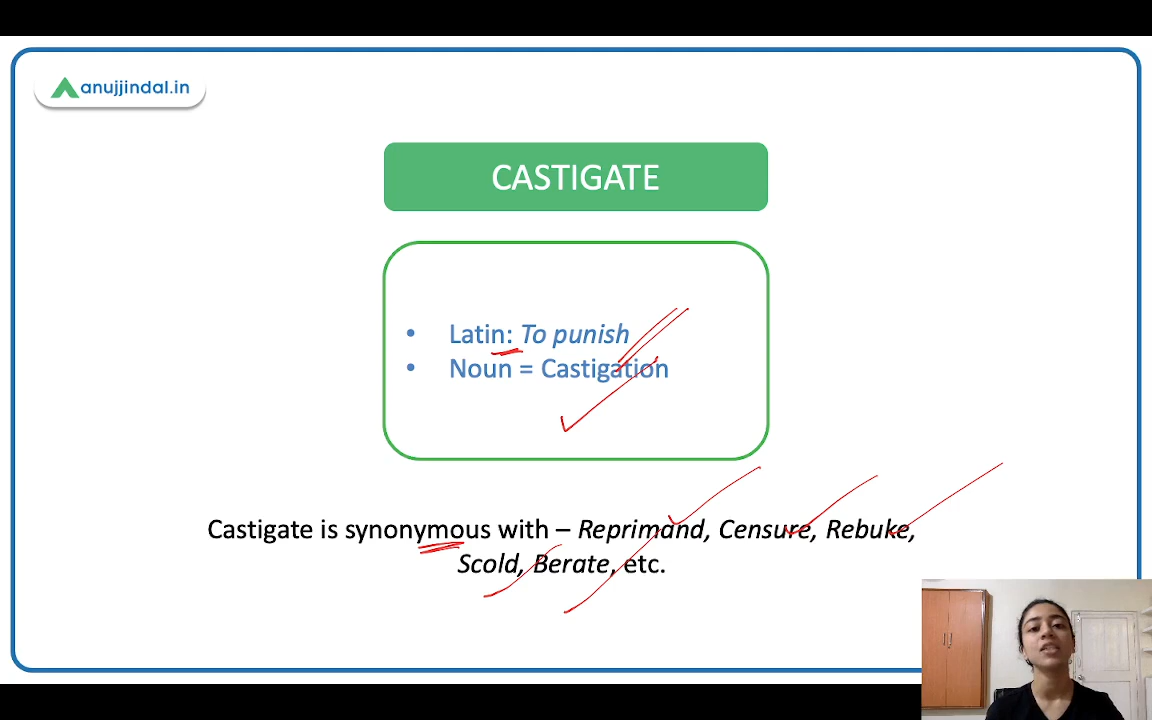 anujjindal.in
CASTIGATE
• Latin: To punish
• Noun = Castigation
Castigate is synonymous with – Reprimand, Censure, Rebuke,
Scold, Berate, etc.